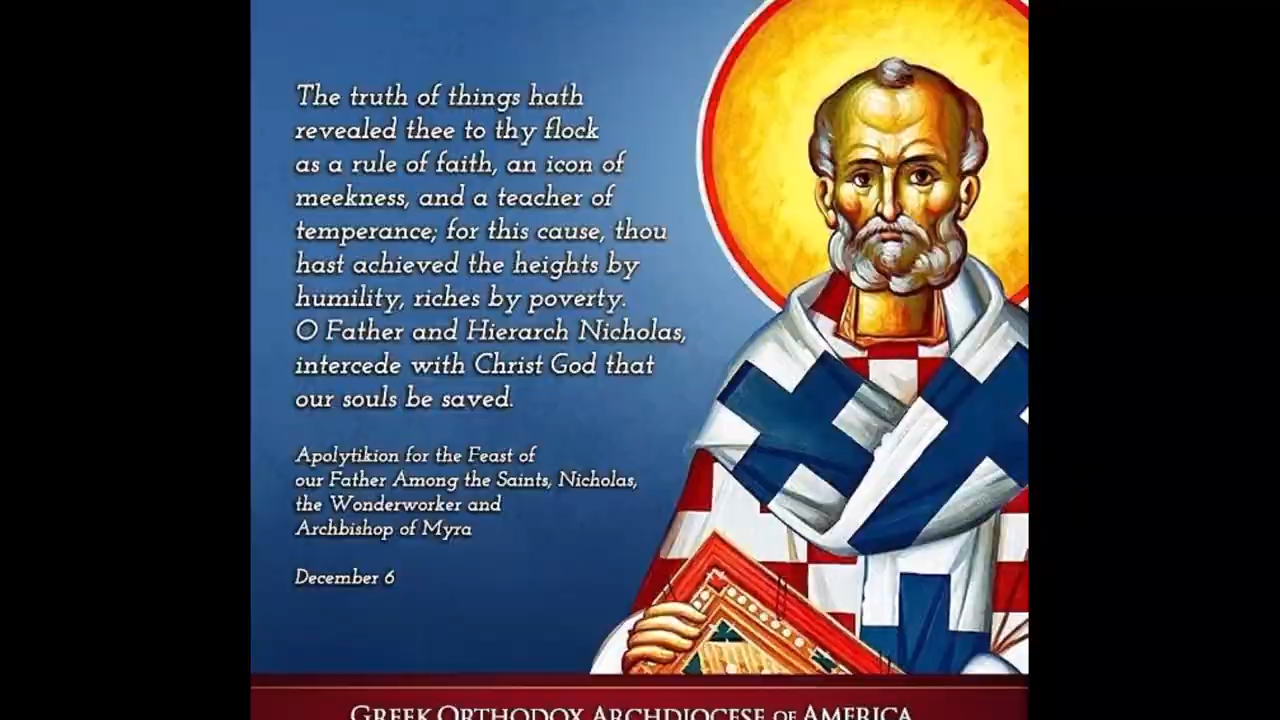 The truth of things hath
revealed thee to thy flock
as a rule of faith, an icon of
meekness, and a teacher of
temperance; for this cause, thou
hast achieved the heights by
humility, riches by poverty.
O Father and Hierarch Nicholas,
intercede with Christ God that
our souls be saved.
Apolytikion for the Feast of
our Father Among the Saints, Nicholas,
the Wonderworker and
Archbishop of Myra
December 6
GREEK ORTHODOX ARCHDIOCESE OF AMERICA